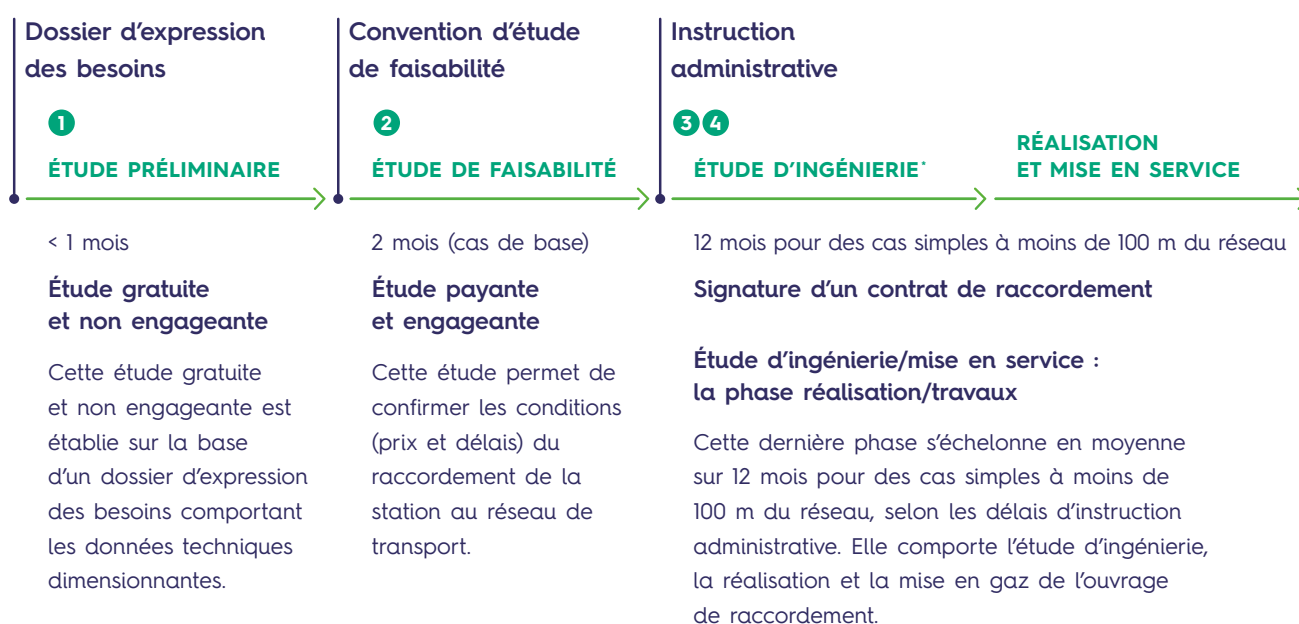 Dossier d'expression
des besoins
1
ÉTUDE PRÉLIMINAIRE
< 1 mois
Étude gratuite
et non engageante
Cette étude gratuite
et non engageante est
établie sur la base
d'un dossier d'expression
des besoins comportant
les données techniques
dimensionnantes.
Convention d'étude
de faisabilité
2
ÉTUDE DE FAISABILITÉ
2 mois (cas de base)
Étude payante
et engageante
Cette étude permet de
confirmer les conditions
(prix et délais) du
raccordement de la
station au réseau de
transport.
Instruction
administrative
3 4
ÉTUDE D'INGÉNIERIE*
RÉALISATION
ET MISE EN SERVICE
12 mois pour des cas simples à moins de 100 m du réseau
Signature d'un contrat de raccordement
Étude d'ingénierie/mise en service :
la phase réalisation/travaux
Cette dernière phase s'échelonne en moyenne
sur 12 mois pour des cas simples à moins de
100 m du réseau, selon les délais d'instruction
administrative. Elle comporte l'étude d'ingénierie,
la réalisation et la mise en gaz de l'ouvrage
de raccordement.